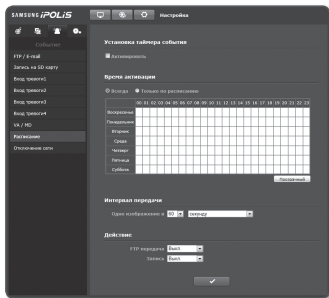 SAMSUNG iPOLiS
Настройка
Событие
FTP / E-mail
Запись на SD карту
Вход тревоги1
Вход тревоги2
Вход тревоги3
Вход тревоги4
VA / MD
Расписание
Отключение сети
Установка таймера события
Активировать
Время активации
Всегда
Только по расписанию
00 01 02 03 04 05 06 07 08 09 10 11 12 13 14 15 16 17 18 19 20 21 22 23
Воскресенье
Понедельник
Вторник
Среда
Четверг
Пятница
Суббота
Прозрачный
Интервал передачи
Одно изображение в 60 секунду
Действие
FTP передача Выкл
Запись Выкл